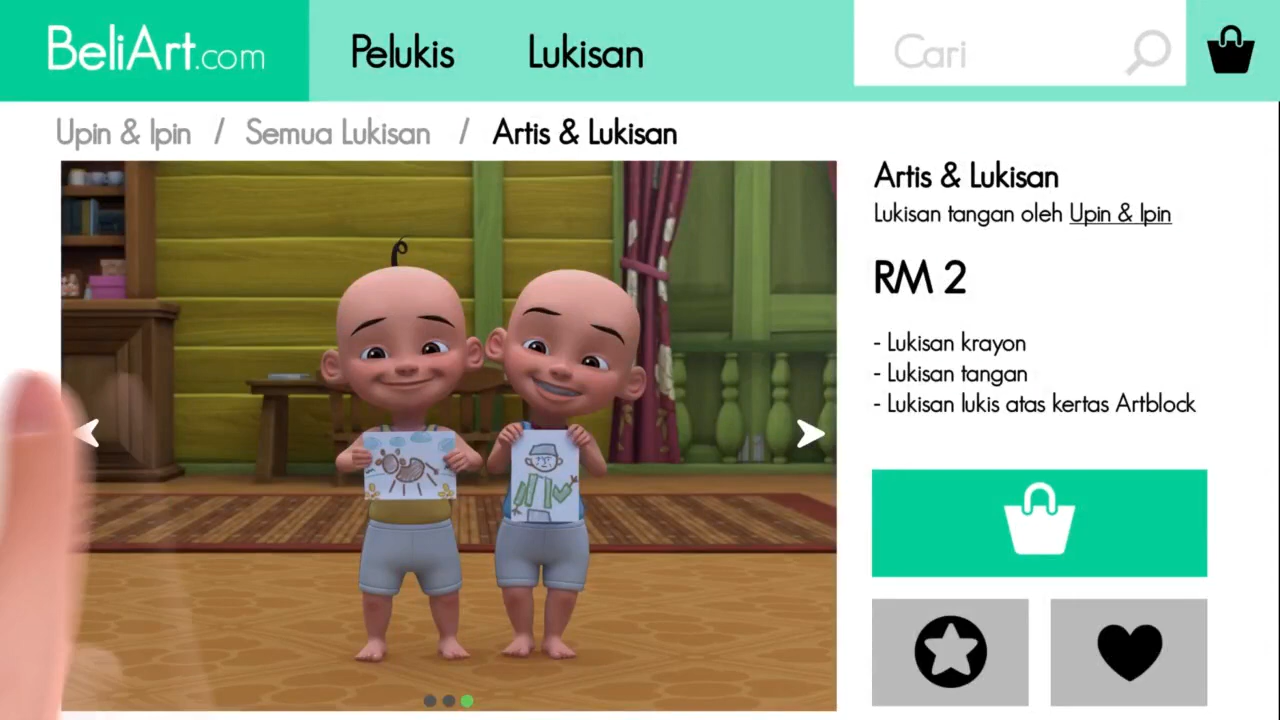 BeliArt.com
Pelukis
Lukisan
Cari
Upin & Ipin / Semua Lukisan / Artis & Lukisan
Artis & Lukisan
Lukisan tangan oleh Upin & Ipin
RM 2
- Lukisan krayon
- Lukisan tangan
- Lukisan lukis atas kertas Artblock